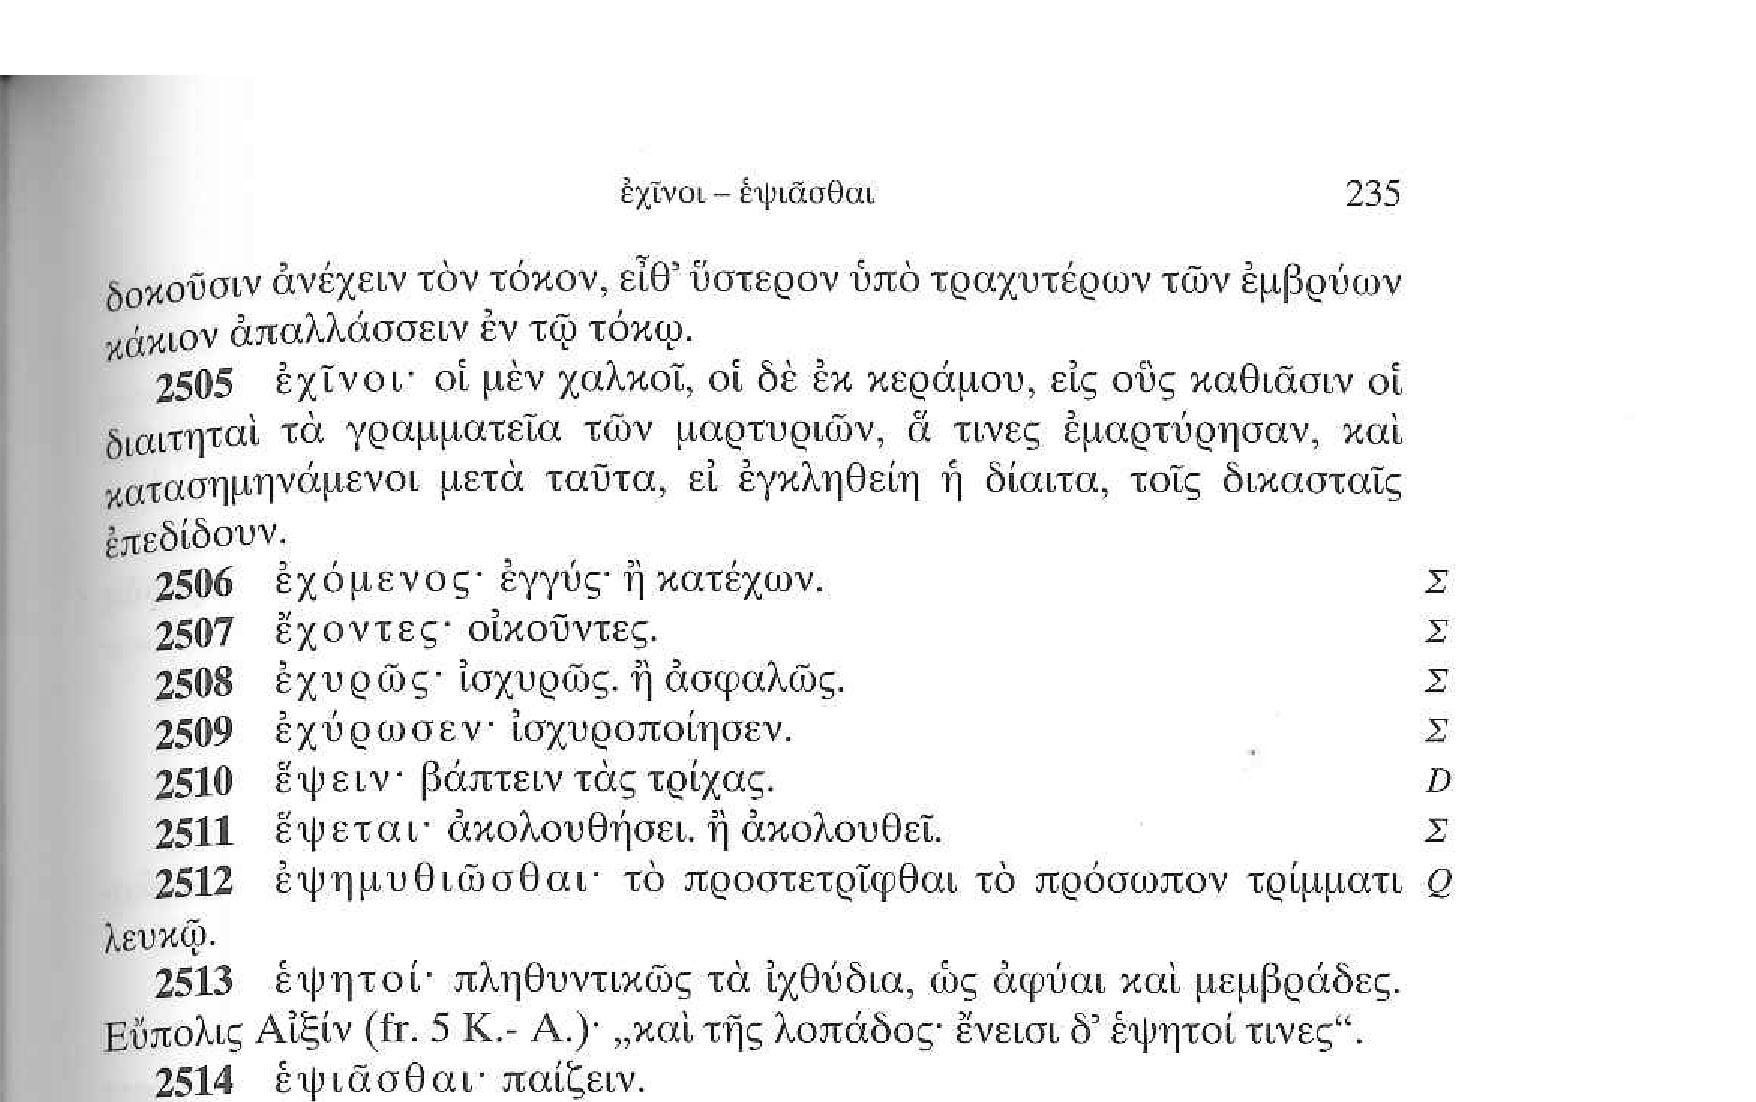 ἐχῖνοι – ἑψιᾶσθαι 235
δοκοῦσιν ἀνέχειν τὸν τόκον, εἶθ’ ὕστερον ὑπὸ τραχυτέρων τῶν ἐμβρύων
κάκιον ἀπαλλάσσειν ἐν τῷ τόκῳ.
2505 ἐχῖνοι· οἱ μὲν χαλκοῖ, οἱ δὲ ἐκ κεράμου, εἰς οὓς καθιᾶσιν οἱ
διαιτηταὶ τὰ γραμματεῖα τῶν μαρτυριῶν, ἅ τινες ἐμαρτύρησαν, καὶ
κατασημηνάμενοι μετὰ ταῦτα, εἰ ἐγκληθείη ἡ δίαιτα, τοῖς δικασταῖς
ἐπεδίδουν.
2506 ἐχόμενος· ἐγγύς· ἢ κατέχων. Σ
2507 ἔχοντες· οἰκοῦντες. Σ
2508 ἐχυρῶς· ἰσχυρῶς. ἢ ἀσφαλῶς. Σ
2509 ἐχύρωσεν· ἰσχυροποίησεν. Σ
2510 ἕψειν· βάπτειν τὰς τρίχας. D
2511 ἕψεται· ἀκολουθήσει. ἢ ἀκολουθεῖ. Σ
2512 ἐψημυθιῶσθαι· τὸ προστετρῖφθαι τὸ πρόσωπον τρίμματι Q
λευκῷ.
2513 ἑψητοί· πληθυντικῶς τὰ ἰχθύδια, ὡς ἀφύαι καὶ μεμβράδες.
Εὔπολις Αἰξίν (fr. 5 K.- A.)· „καὶ τῆς λοπάδος· ἔνεισι δ’ ἑψητοί τινες“.
2514 ἑψιᾶσθαι· παίζειν.